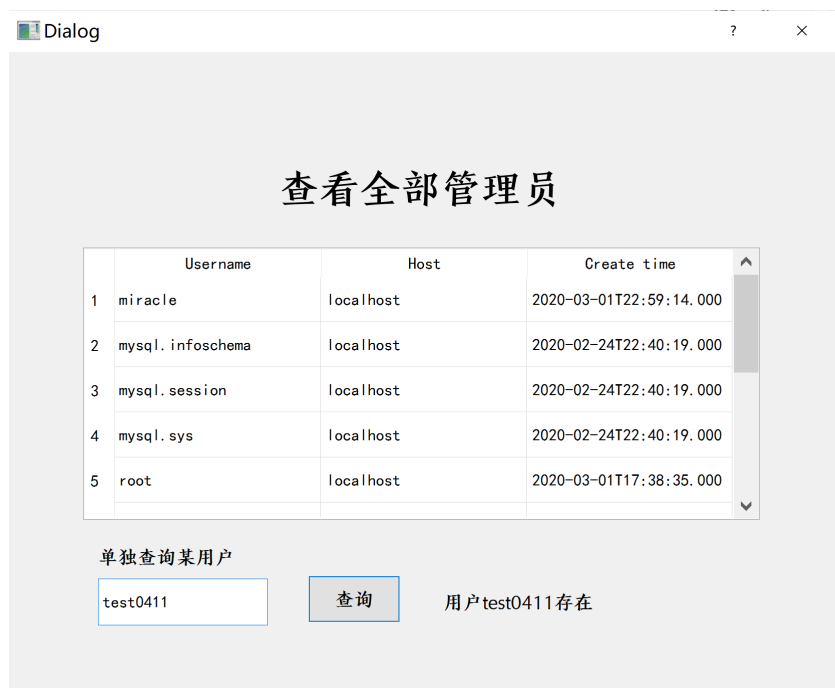 Dialog
?
查看全部管理员
Username Host Create time
1 miracle localhost 2020-03-01T22:59:14.000
2 mysql.infoschema localhost 2020-02-24T22:40:19.000
3 mysql.session localhost 2020-02-24T22:40:19.000
4 mysql.sys localhost 2020-02-24T22:40:19.000
5 root localhost 2020-03-01T17:38:35.000
单独查询某用户
test0411 查询 用户test0411存在